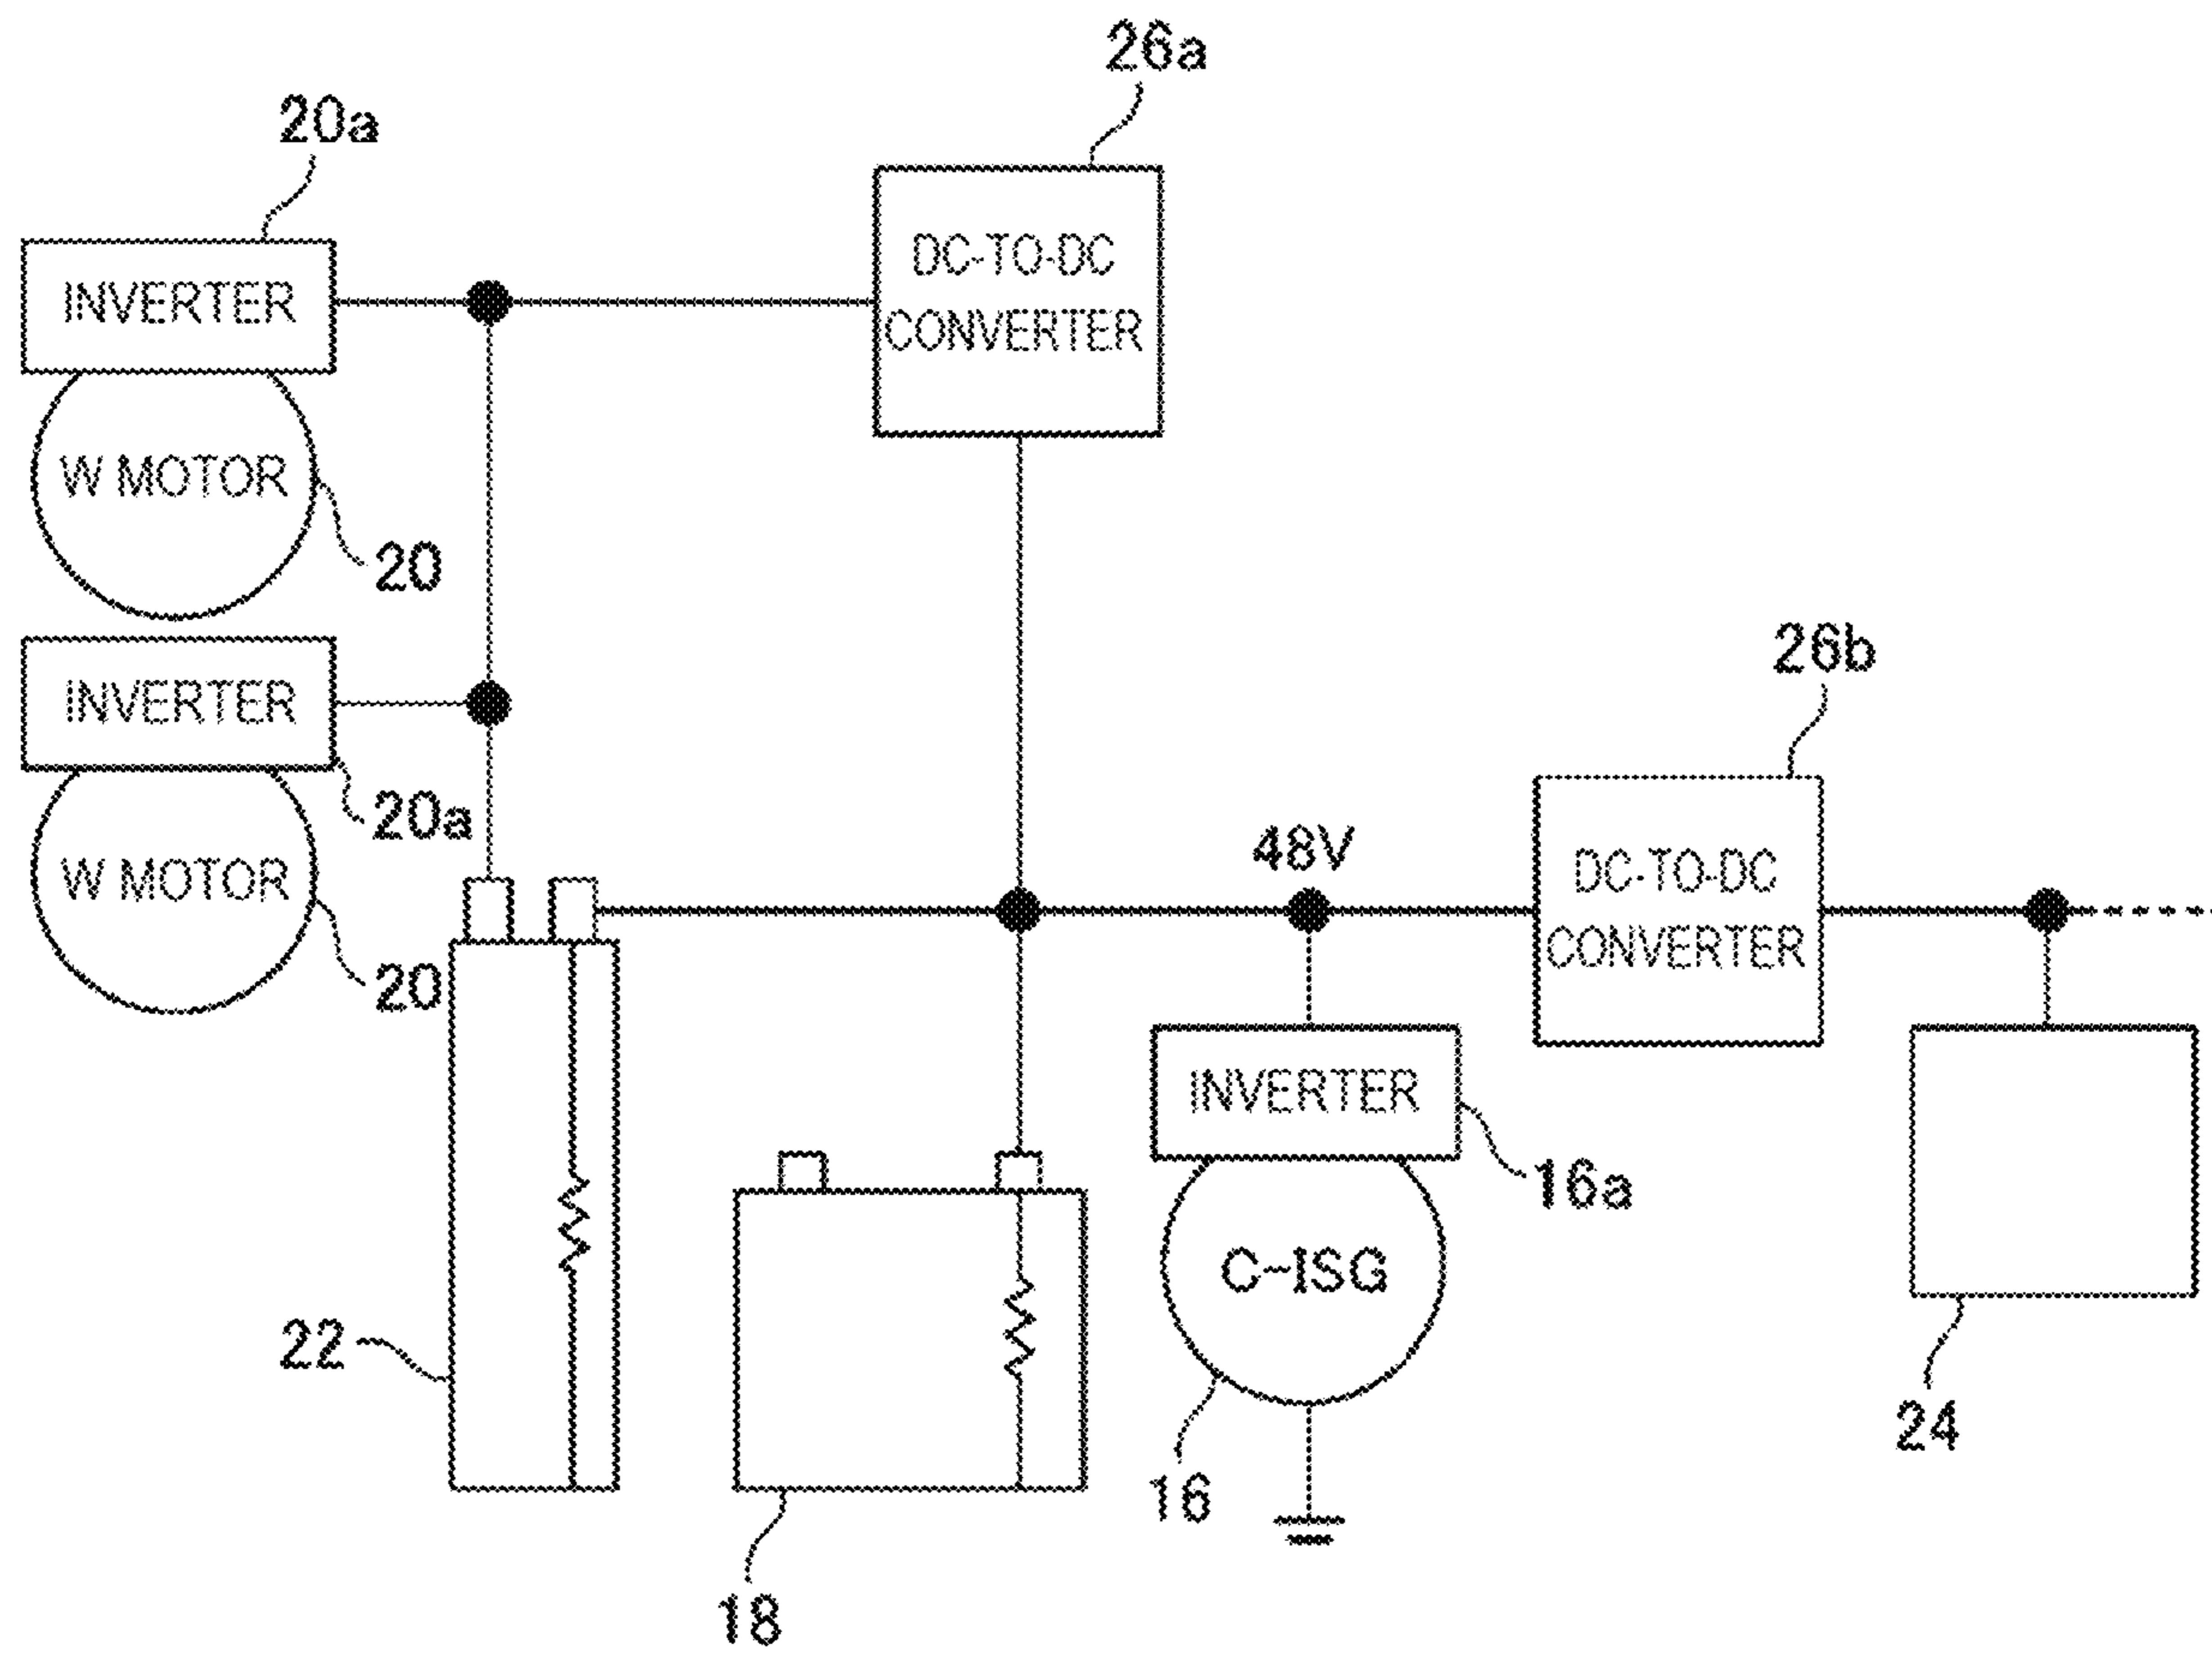 26a
20a
DC-TO-DC
CONVERTER
INVERTER
W MOTOR
20
26b
INVERTER
20a
48V
W MOTOR
DC-TO-DC
CONVERTER
20
INVERTER
16a
C-ISG
22
24
16
18